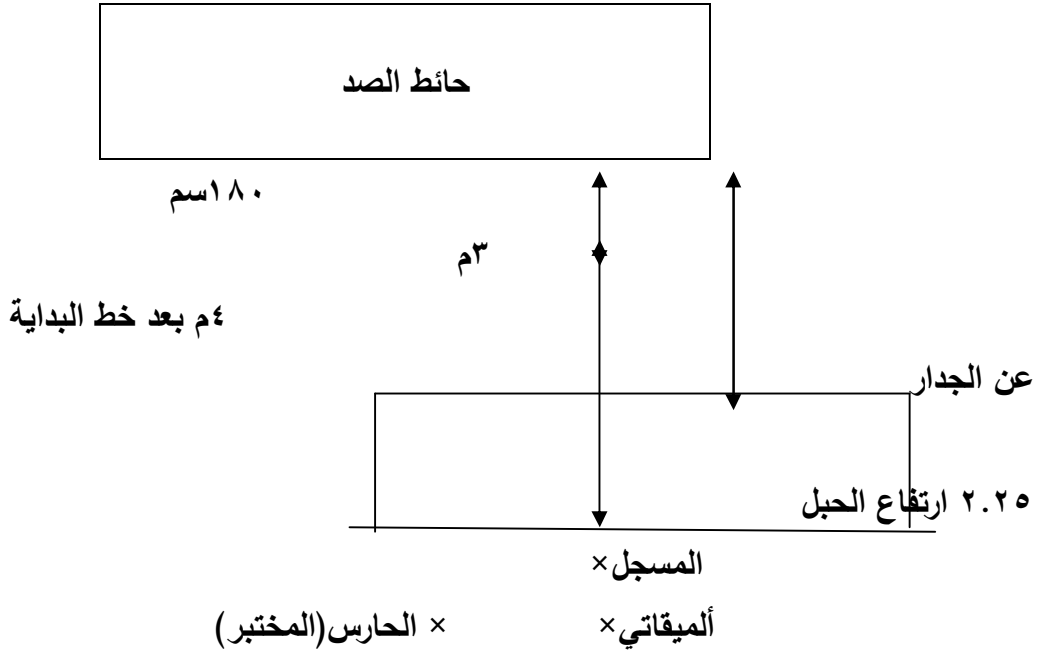 حائط الصد
١٨٠سم
٣م
٤م بعد خط البداية
عن الجدار
٢.٢٥ ارتفاع الحبل
المسجل×
ألميقاتي× × الحارس(المختبر)